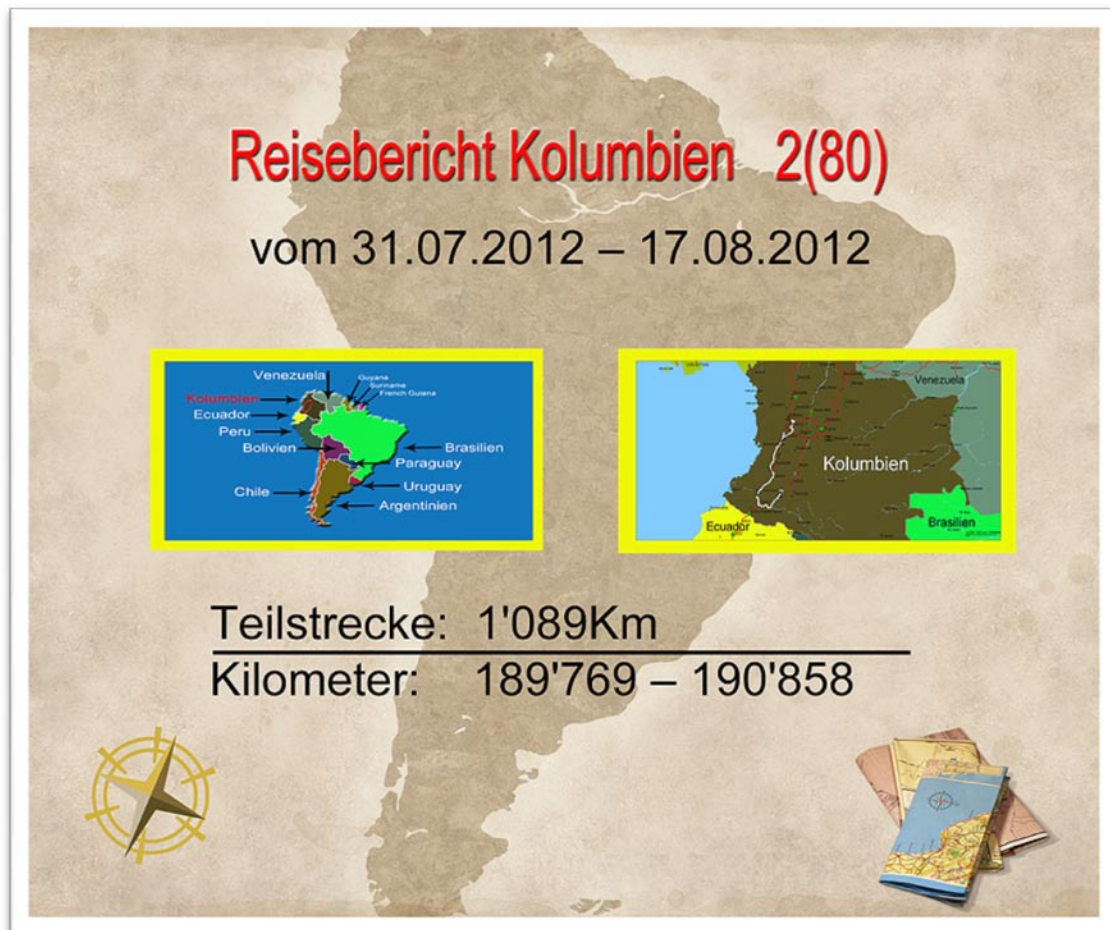 Reisebericht Kolumbien 2(80)
vom 31.07.2012 – 17.08.2012
Venezuela
Guyana
Suriname
French Guiana
Kolumbien
Ecuador
Peru
Bolivien
Brasilien
Paraguay
Chile
Uruguay
Argentinien
Venezuela
Kolumbien
Ecuador
Brasilien
Teilstrecke: 1'089Km
Kilometer: 189'769 – 190'858